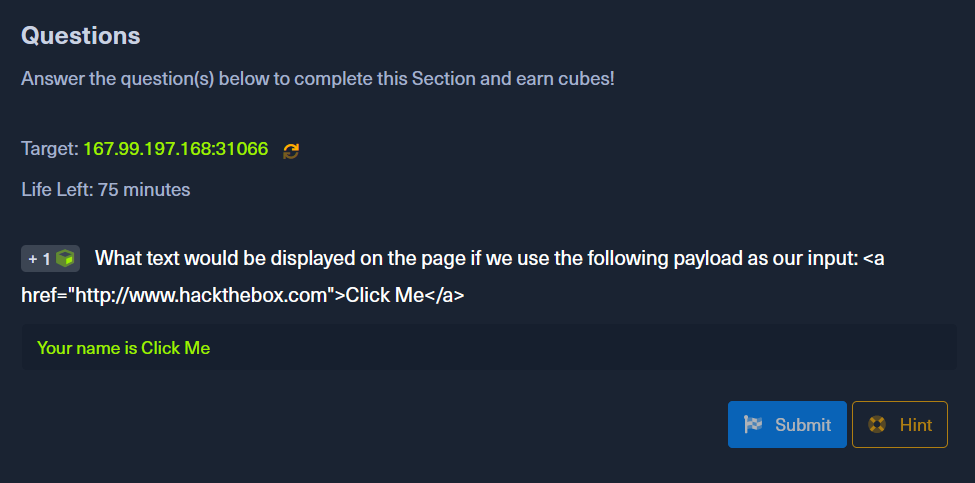 Questions
Answer the question(s) below to complete this Section and earn cubes!
Target: 167.99.197.168:31066
Life Left: 75 minutes
+ 1 What text would be displayed on the page if we use the following payload as our input: <a
href="http://www.hackthebox.com">Click Me</a>
Your name is Click Me
Submit Hint